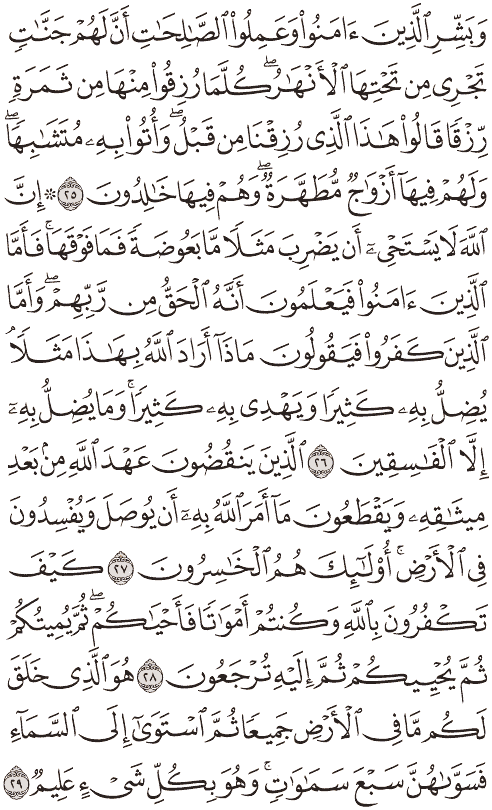 وَبَشِّرِ ٱلَّذِينَ ءَامَنُوا۟ وَعَمِلُوا۟ ٱلصَّٰلِحَٰتِ أَنَّ لَهُمْ جَنَّٰتٍ
تَجْرِى مِن تَحْتِهَا ٱلْأَنْهَٰرُ ۖ كُلَّمَا رُزِقُوا۟ مِنْهَا مِن ثَمَرَةٍ
رِّزْقًا قَالُوا۟ هَٰذَا ٱلَّذِى رُزِقْنَا مِن قَبْلُ ۖ وَأُتُوا۟ بِهِۦ مُتَشَٰبِهًا ۖ
وَلَهُمْ فِيهَآ أَزْوَٰجٌ مُّطَهَّرَةٌ ۖ وَهُمْ فِيهَا خَٰلِدُونَ ٢٥ ۞ إِنَّ
ٱللَّهَ لَا يَسْتَحْىِۦٓ أَن يَضْرِبَ مَثَلًا مَّا بَعُوضَةً فَمَا فَوْقَهَا ۚ فَأَمَّا
ٱلَّذِينَ ءَامَنُوا۟ فَيَعْلَمُونَ أَنَّهُ ٱلْحَقُّ مِن رَّبِّهِمْ ۖ وَأَمَّا
ٱلَّذِينَ كَفَرُوا۟ فَيَقُولُونَ مَاذَآ أَرَادَ ٱللَّهُ بِهَٰذَا مَثَلًا ۘ
يُضِلُّ بِهِۦ كَثِيرًا وَيَهْدِى بِهِۦ كَثِيرًا ۚ وَمَا يُضِلُّ بِهِۦٓ
إِلَّا ٱلْفَٰسِقِينَ ٢٦ ٱلَّذِينَ يَنقُضُونَ عَهْدَ ٱللَّهِ مِنۢ بَعْدِ
مِيثَٰقِهِۦ وَيَقْطَعُونَ مَآ أَمَرَ ٱللَّهُ بِهِۦٓ أَن يُوصَلَ وَيُفْسِدُونَ
فِى ٱلْأَرْضِ ۚ أُو۟لَٰٓئِكَ هُمُ ٱلْخَٰسِرُونَ ٢٧ كَيْفَ
تَكْفُرُونَ بِٱللَّهِ وَكُنتُمْ أَمْوَٰتًا فَأَحْيَٰكُمْ ۖ ثُمَّ يُمِيتُكُمْ
ثُمَّ يُحْيِيكُمْ ثُمَّ إِلَيْهِ تُرْجَعُونَ ٢٨ هُوَ ٱلَّذِى خَلَقَ
لَكُم مَّا فِى ٱلْأَرْضِ جَمِيعًا ثُمَّ ٱسْتَوَىٰٓ إِلَى ٱلسَّمَآءِ
فَسَوَّىٰهُنَّ سَبْعَ سَمَٰوَٰتٍ ۚ وَهُوَ بِكُلِّ شَىْءٍ عَلِيمٌ ٢٩